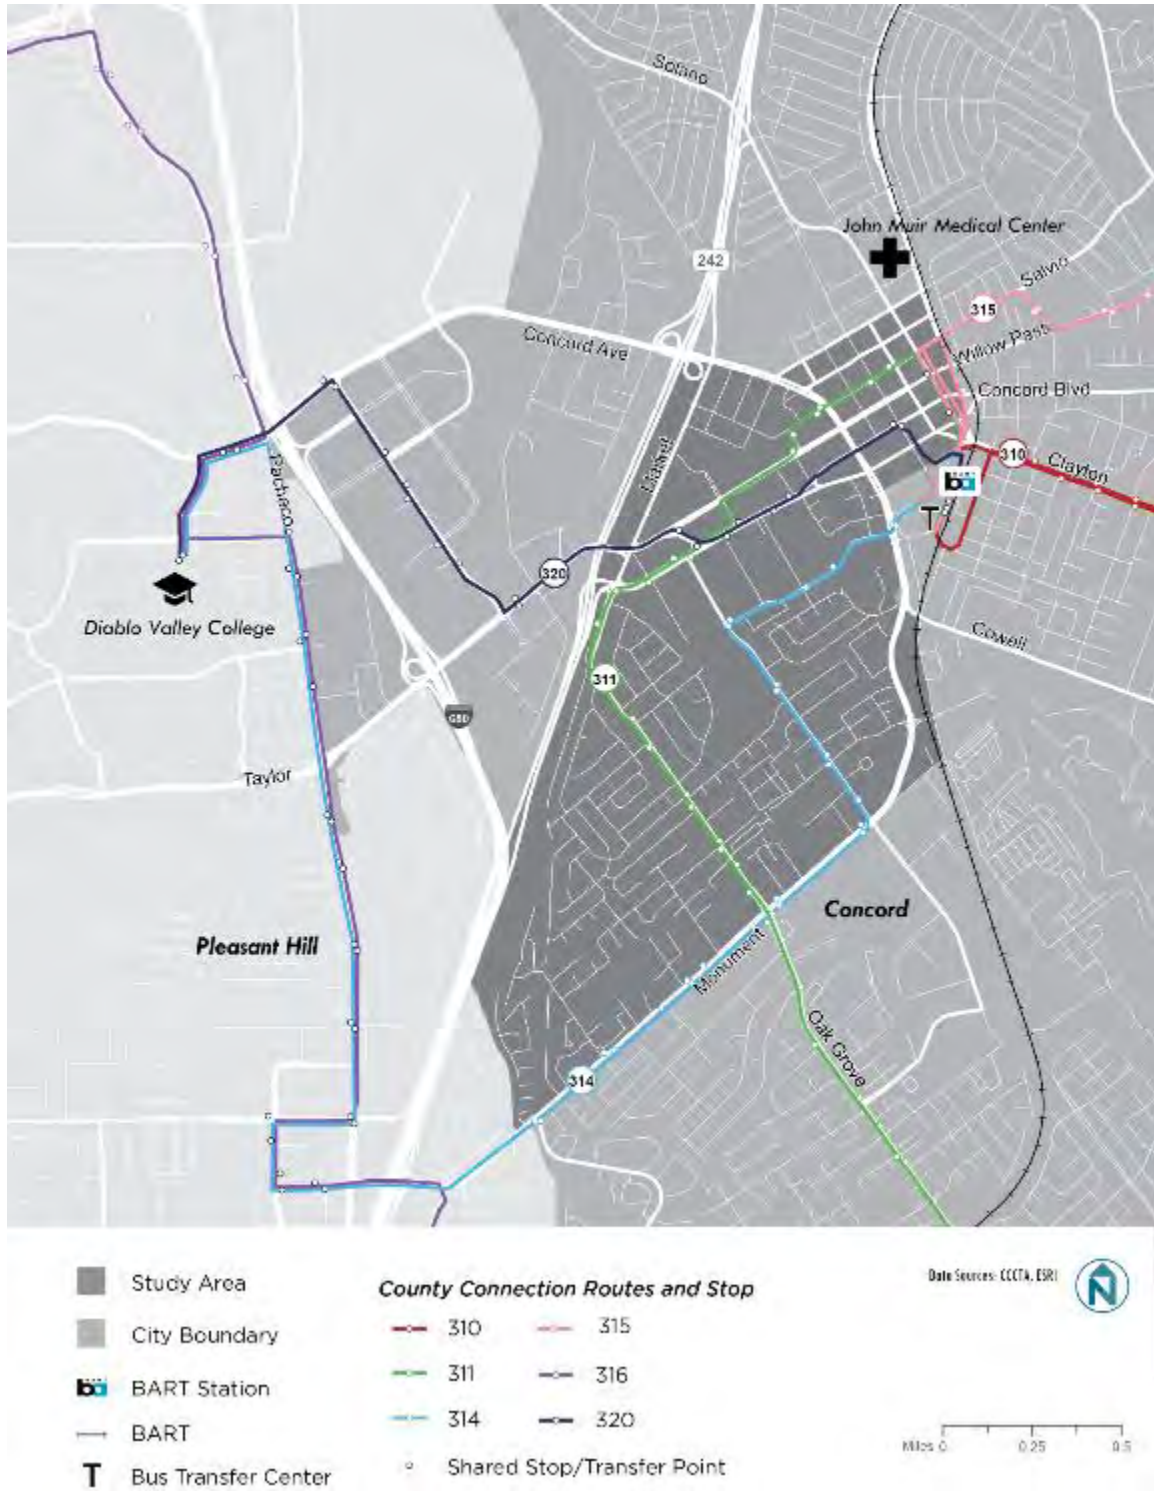 Solano
John Muir Medical Center
242
Salvio
315
Willow Pass
Concord Ave
Concord Blvd
Market
310
Clayton
ba
Pacheco
T
320
Diablo Valley College
Cowell
311
680
Taylor
Concord
Pleasant Hill
Monument
Oak Grove
314
Study Area
City Boundary
ba BART Station
BART
T Bus Transfer Center
County Connection Routes and Stop
310 315
311 316
314 320
Shared Stop/Transfer Point
Data Sources: CCCTA, ESRI
N
Miles 0 0.25 0.5